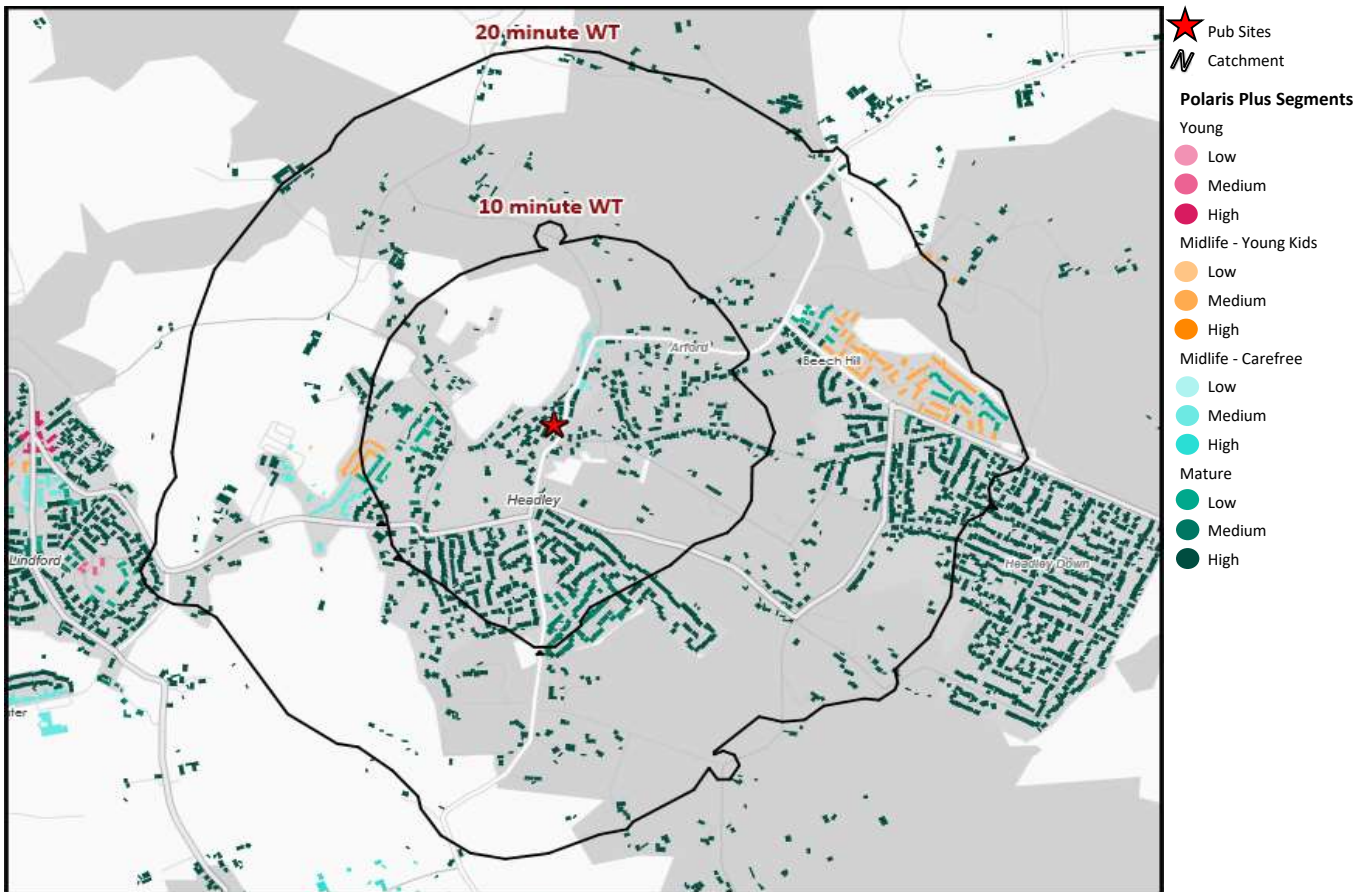 20 minute WT
10 minute WT
Arford
Beech Hill
Headley
Lindford
Headley Down
ter
Pub Sites
Catchment
Polaris Plus Segments
Young
Low
Medium
High
Midlife - Young Kids
Low
Medium
High
Midlife - Carefree
Low
Medium
High
Mature
Low
Medium
High